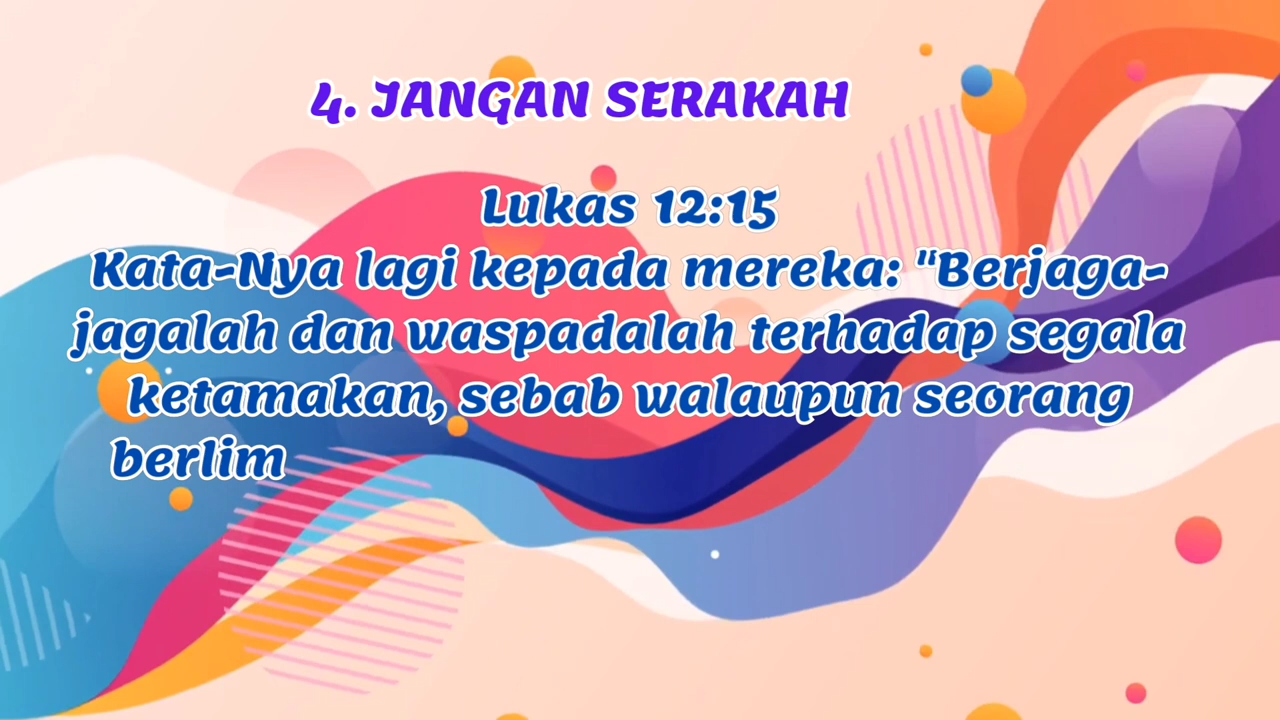 4. JANGAN SERAKAH
Lukas 12:15
Kata-Nya lagi kepada mereka: "Berjaga-
jagalah dan waspadalah terhadap segala
ketamakan, sebab walaupun seorang
berlim